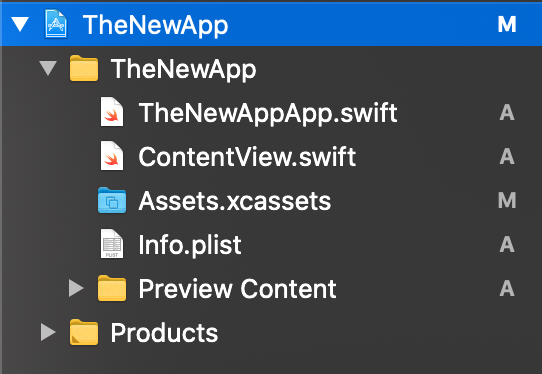 TheNewApp M
TheNewApp
TheNewAppApp.swift A
ContentView.swift A
Assets.xcassets M
Info.plist A
Preview Content A
Products